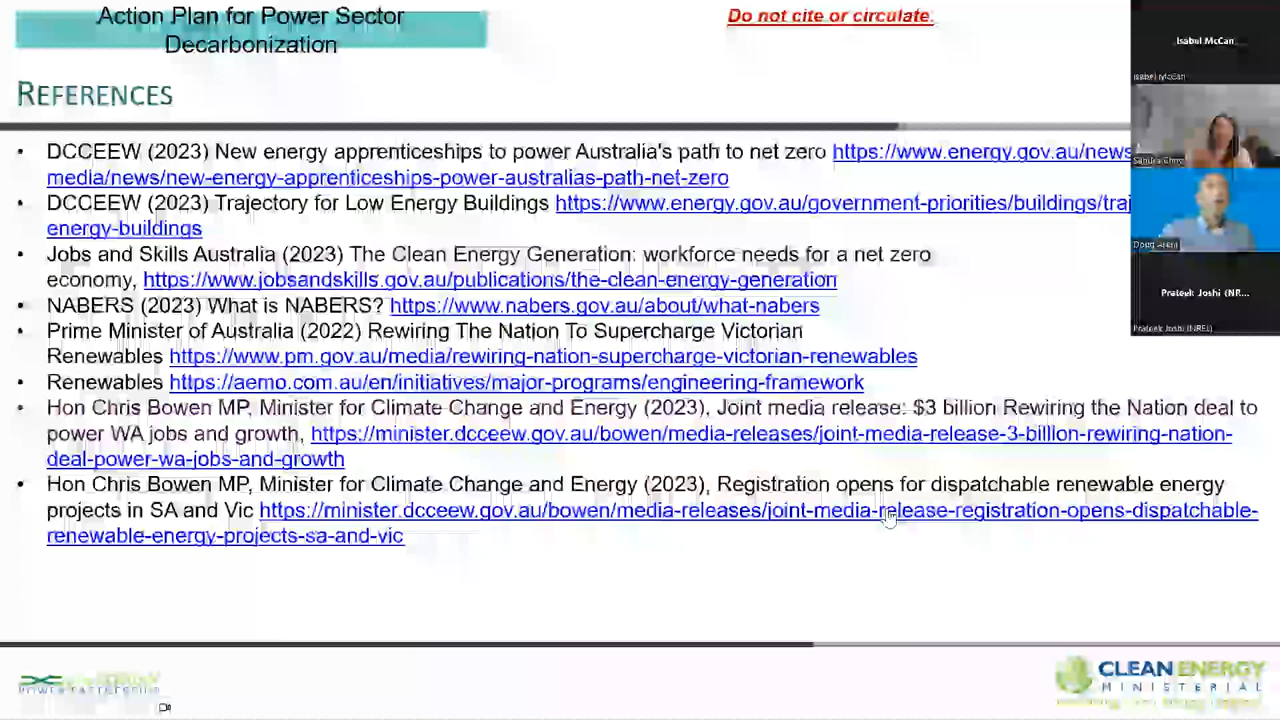 Action Plan for Power Sector
Decarbonization
Do not cite or circulate.
REFERENCES
• DCCEEW (2023) New energy apprenticeships to power Australia's path to net zero https://www.energy.gov.au/news
media/news/new-energy-apprenticeships-power-australias-path-net-zero
• DCCEEW (2023) Trajectory for Low Energy Buildings https://www.energy.gov.au/government-priorities/buildings/traj
energy-buildings
• Jobs and Skills Australia (2023) The Clean Energy Generation: workforce needs for a net zero
economy, https://www.jobsandskills.gov.au/publications/the-clean-energy-generation
• NABERS (2023) What is NABERS? https://www.nabers.gov.au/about/what-nabers
• Prime Minister of Australia (2022) Rewiring The Nation To Supercharge Victorian
Renewables https://www.pm.gov.au/media/rewiring-nation-supercharge-victorian-renewables
• Renewables https://aemo.com.au/en/initiatives/major-programs/engineering-framework
• Hon Chris Bowen MP, Minister for Climate Change and Energy (2023), Joint media release: $3 billion Rewiring the Nation deal to
power WA jobs and growth, https://minister.dcceew.gov.au/bowen/media-releases/joint-media-release-3-billion-rewiring-nation-
deal-power-wa-jobs-and-growth
• Hon Chris Bowen MP, Minister for Climate Change and Energy (2023), Registration opens for dispatchable renewable energy
projects in SA and Vic https://minister.dcceew.gov.au/bowen/media-releases/joint-media-release-registration-opens-dispatchable-
renewable-energy-projects-sa-and-vic
Isabel McCan
Isabel McCan
Doug Arent
Prateek Joshi (NR...
Prateek Joshi (NREL)
POWER PARTNERSHIP
CLEAN ENERGY
MINISTERIAL